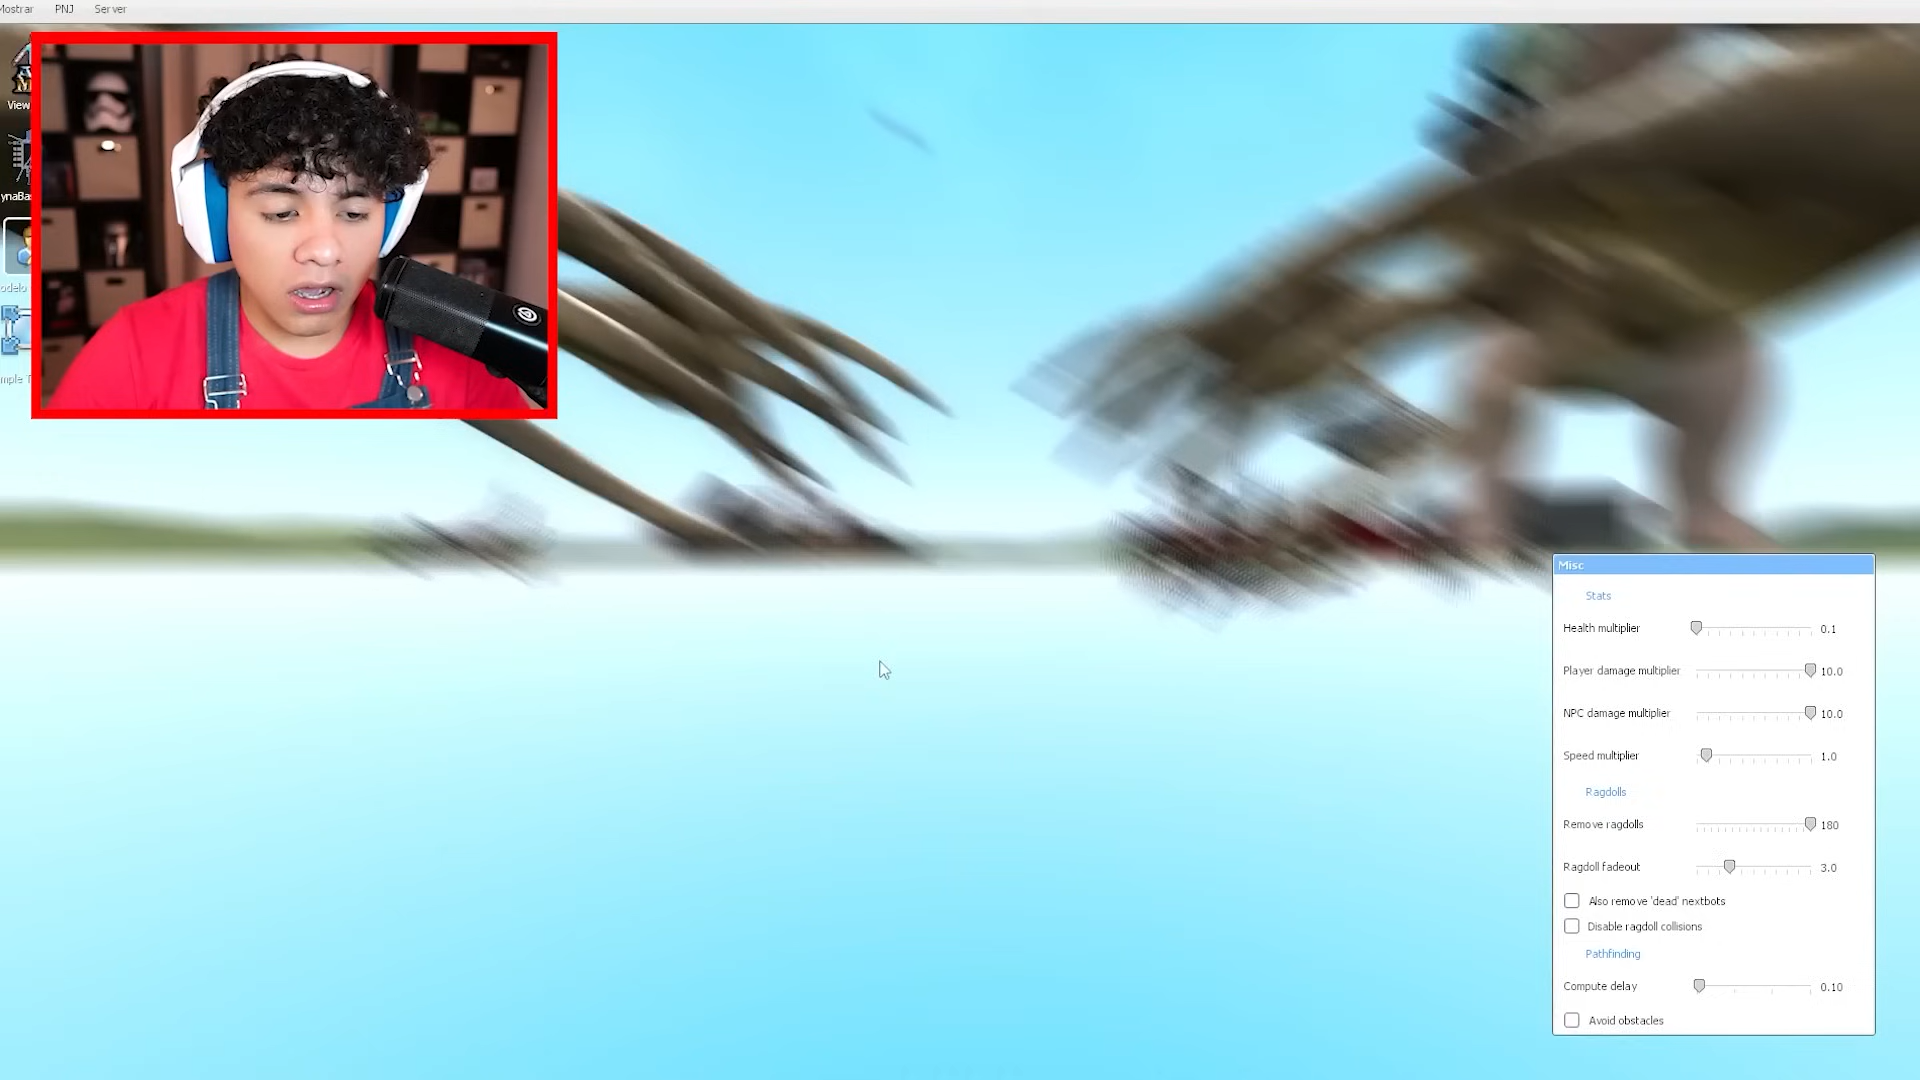 Mostrar PNJ Server
View
Misc
Stats
Health multiplier 0.1
Player damage multiplier 10.0
NPC damage multiplier 10.0
Speed multiplier 1.0
Ragdolls
Remove ragdolls 180
Ragdoll fadeout 3.0
Also remove 'dead' nextbots
Disable ragdoll collisions
Pathfinding
Compute delay 0.10
Avoid obstacles